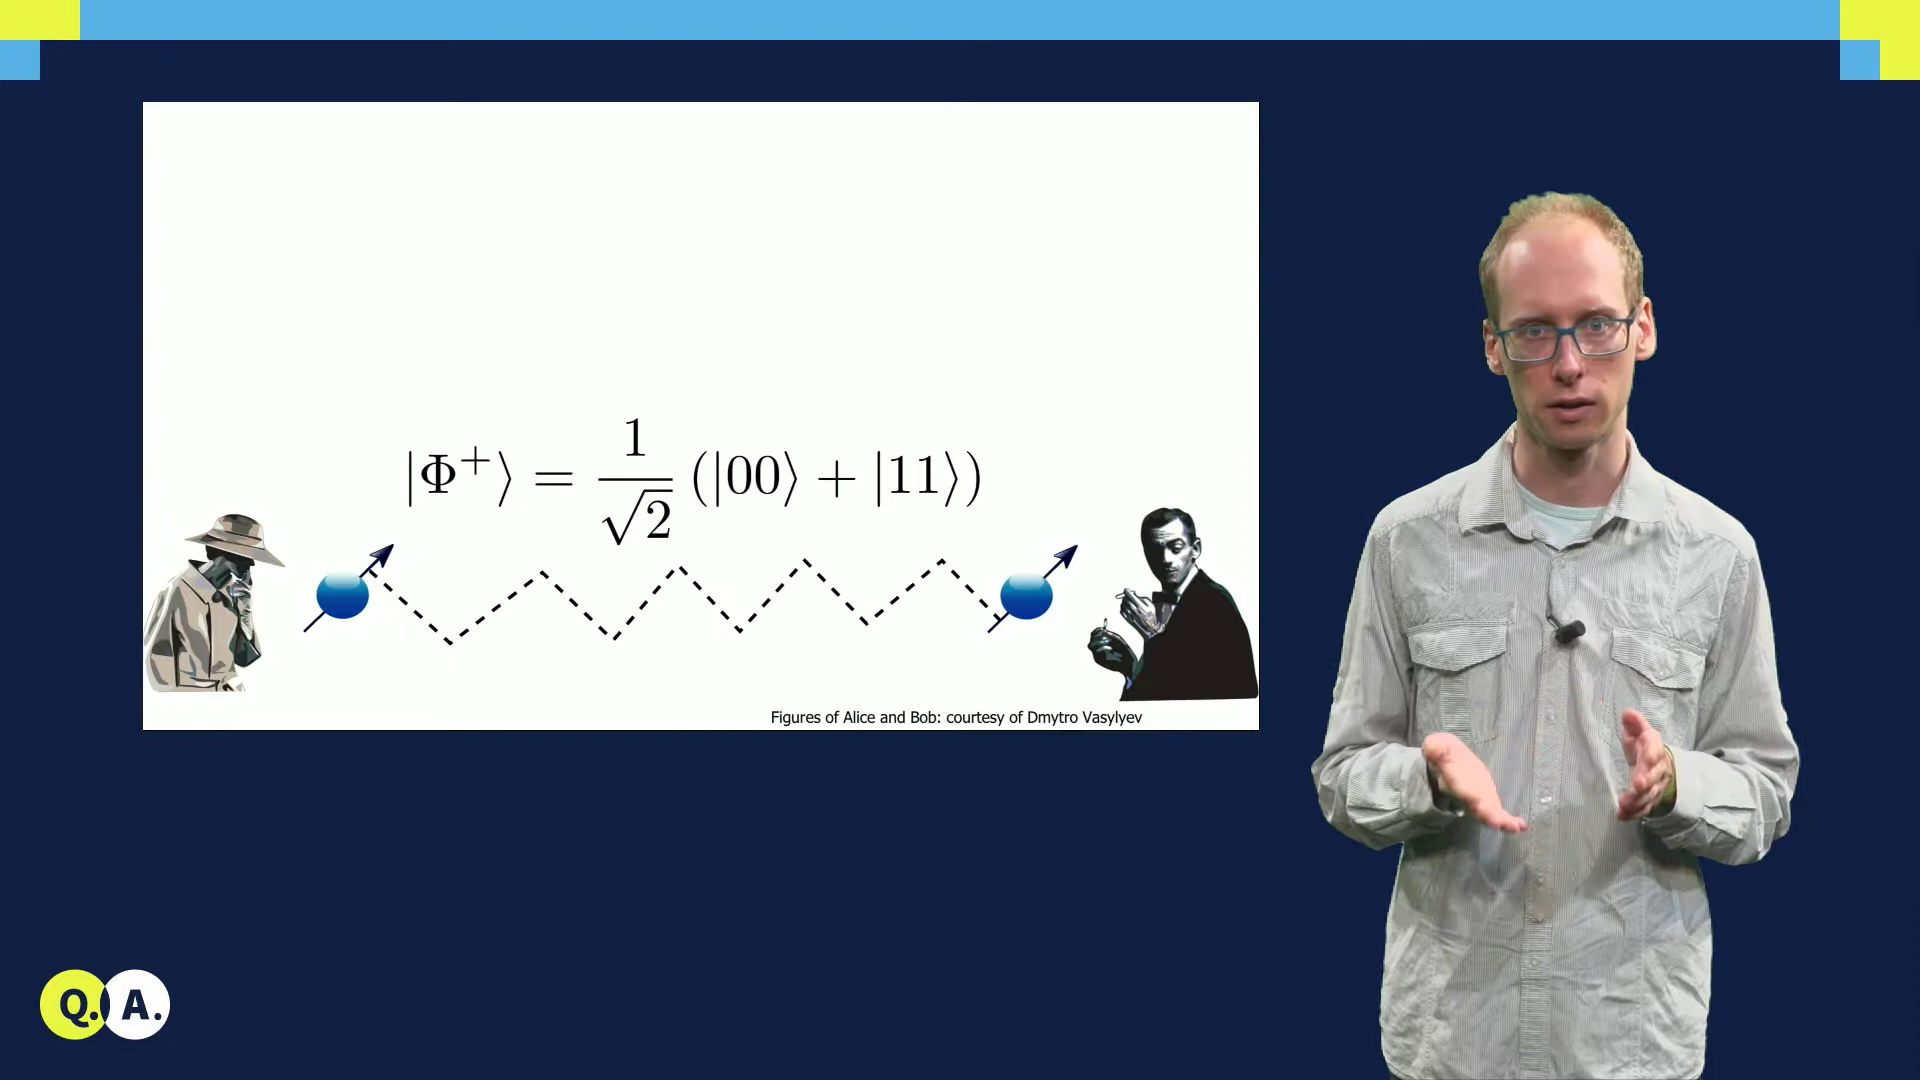 |Φ⁺⟩ = 1/√2 (|00⟩ + |11⟩)
Figures of Alice and Bob: courtesy of Dmytro Vasylyev
Q. A.